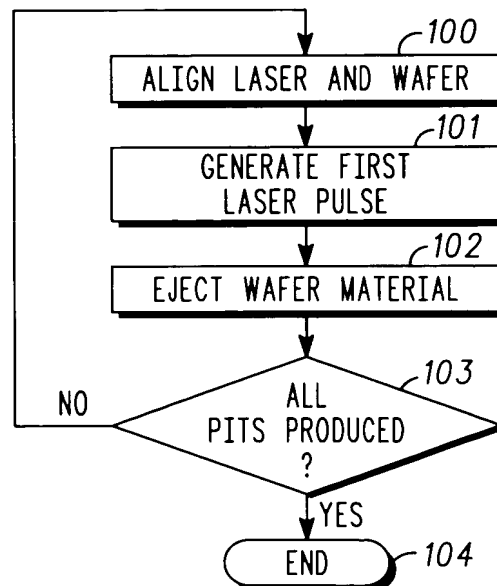 100
ALIGN LASER AND WAFER
101
GENERATE FIRST
LASER PULSE
102
EJECT WAFER MATERIAL
103
ALL
PITS PRODUCED
?
NO
YES
END
104